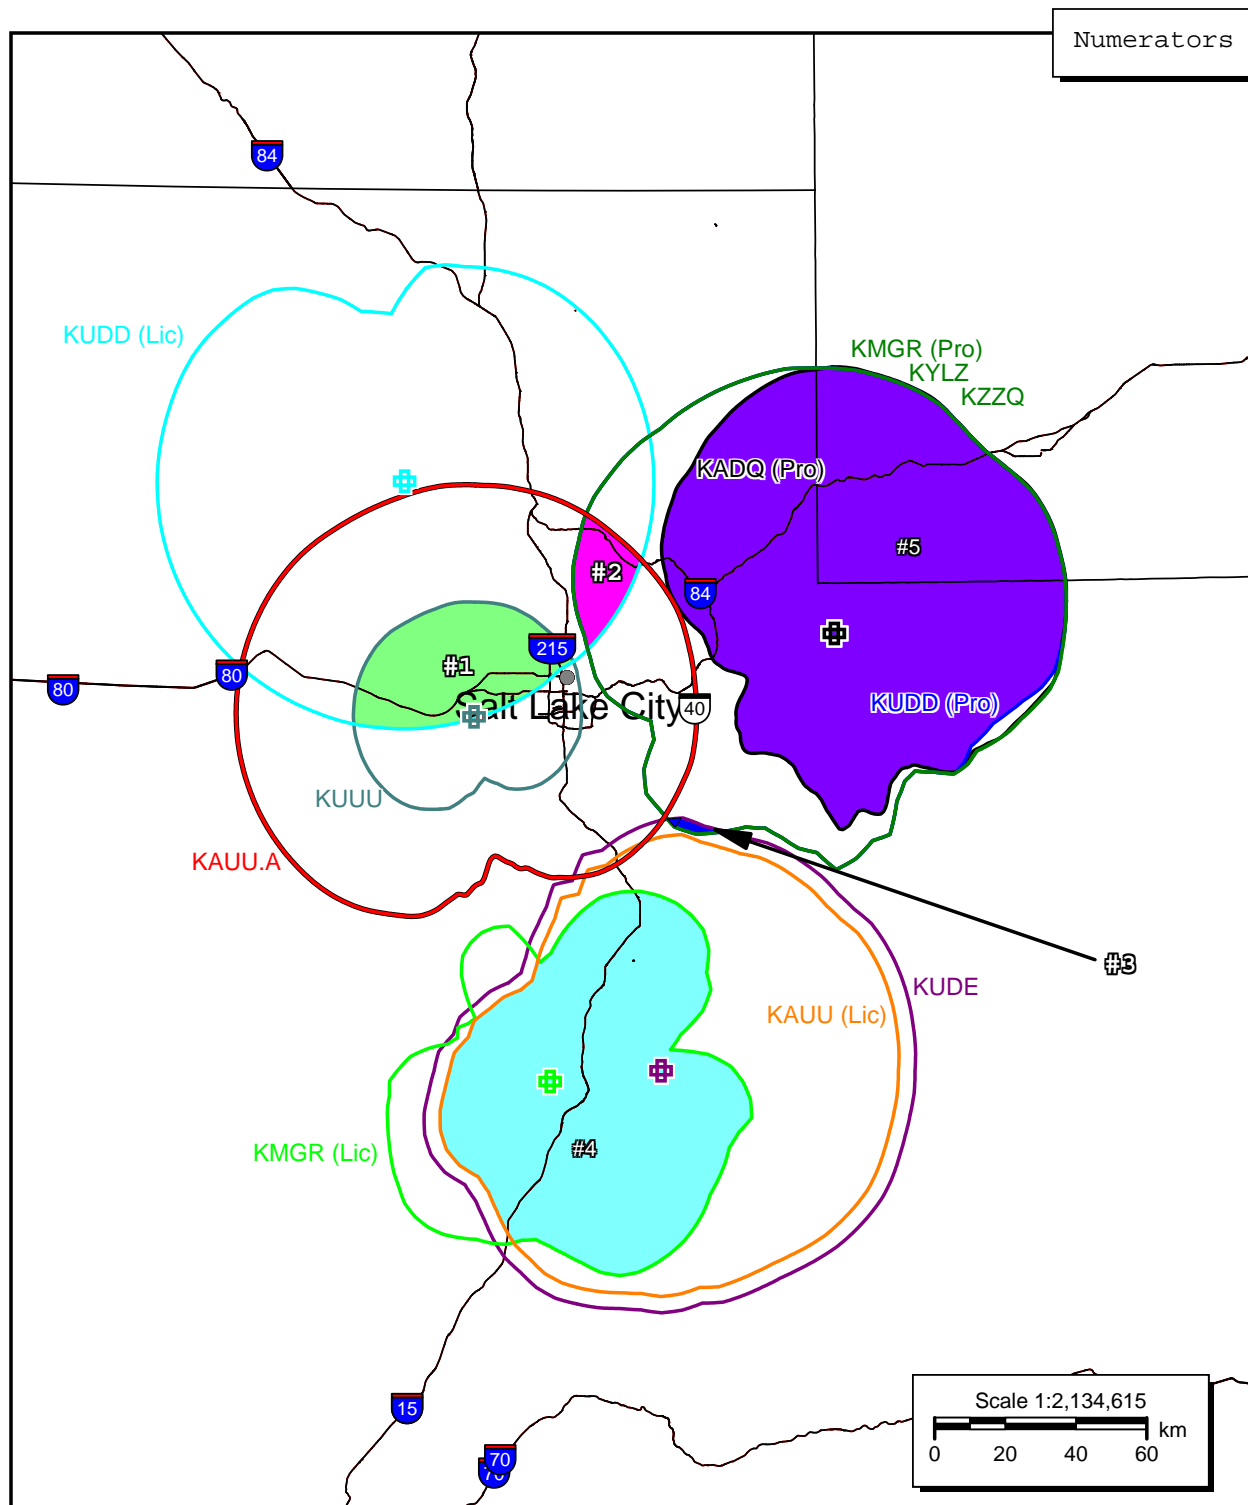 Numerators
84
KUDD (Lic)
KMGR (Pro)
KYLZ
KZZQ
KADQ (Pro)
#5
#2
84
215
#1
80
80
Salt Lake City
40
KUDD (Pro)
KUUU
KAUU.A
#3
KUDE
KAUU (Lic)
KMGR (Lic)
#4
Scale 1:2,134,615
km
0 20 40 60
15
70
70